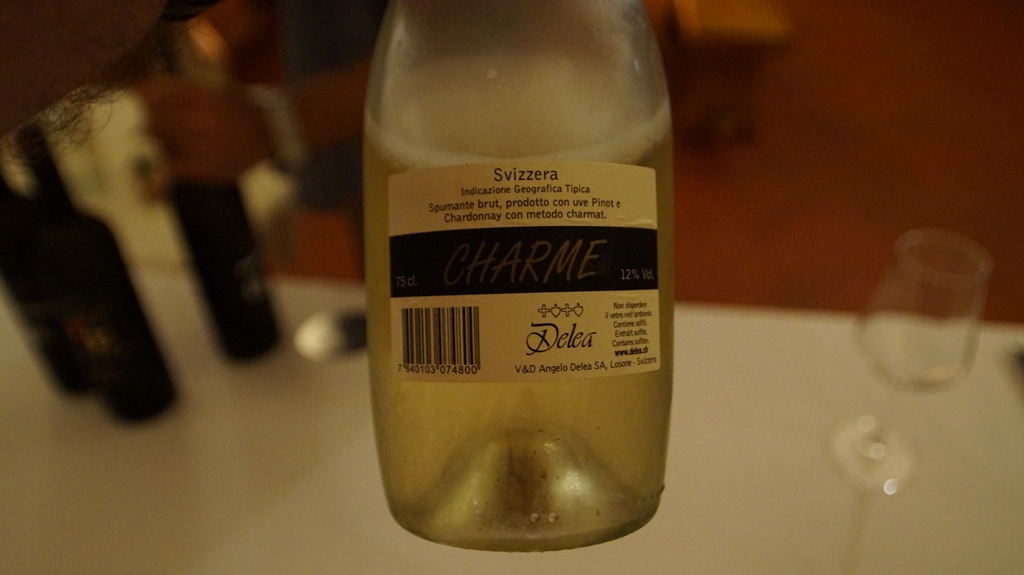 Svizzera
Indicazione Geografica Tipica
Spumante brut, prodotto con uve Pinot e
Chardonnay con metodo charmat.
CHARME
75 cl.
12% Vol.
7 640103 074800
Delea
V&D Angelo Delea SA, Losone - Svizzera
Non disperdere
il vetro nell'ambiente.
Contiene solfiti.
Enthält sulfite.
Contains sulfites.
www.delea.ch